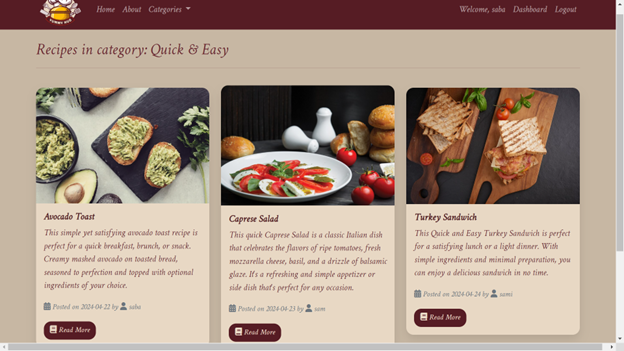 YUMMY HUB
Home About Categories
Welcome, saba Dashboard Logout
Recipes in category: Quick & Easy
Avocado Toast
This simple yet satisfying avocado toast recipe is
perfect for a quick breakfast, brunch, or snack.
Creamy mashed avocado on toasted bread,
seasoned to perfection and topped with optional
ingredients of your choice.
Posted on 2024-04-22 by saba
Read More
Caprese Salad
This quick Caprese Salad is a classic Italian dish
that celebrates the flavors of ripe tomatoes, fresh
mozzarella cheese, basil, and a drizzle of balsamic
glaze. It's a refreshing and simple appetizer or
side dish that's perfect for any occasion.
Posted on 2024-04-23 by sam
Read More
Turkey Sandwich
This Quick and Easy Turkey Sandwich is perfect
for a satisfying lunch or a light dinner. With
simple ingredients and minimal preparation, you
can enjoy a delicious sandwich in no time.
Posted on 2024-04-24 by sami
Read More